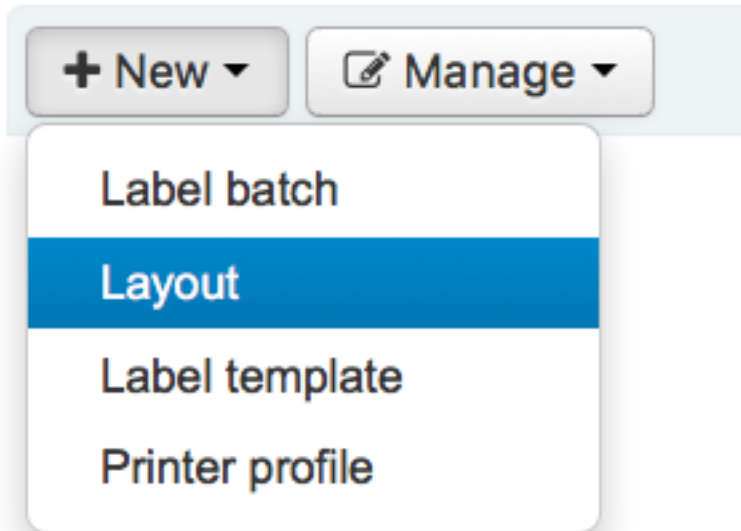 + New Manage
Label batch
Layout
Label template
Printer profile